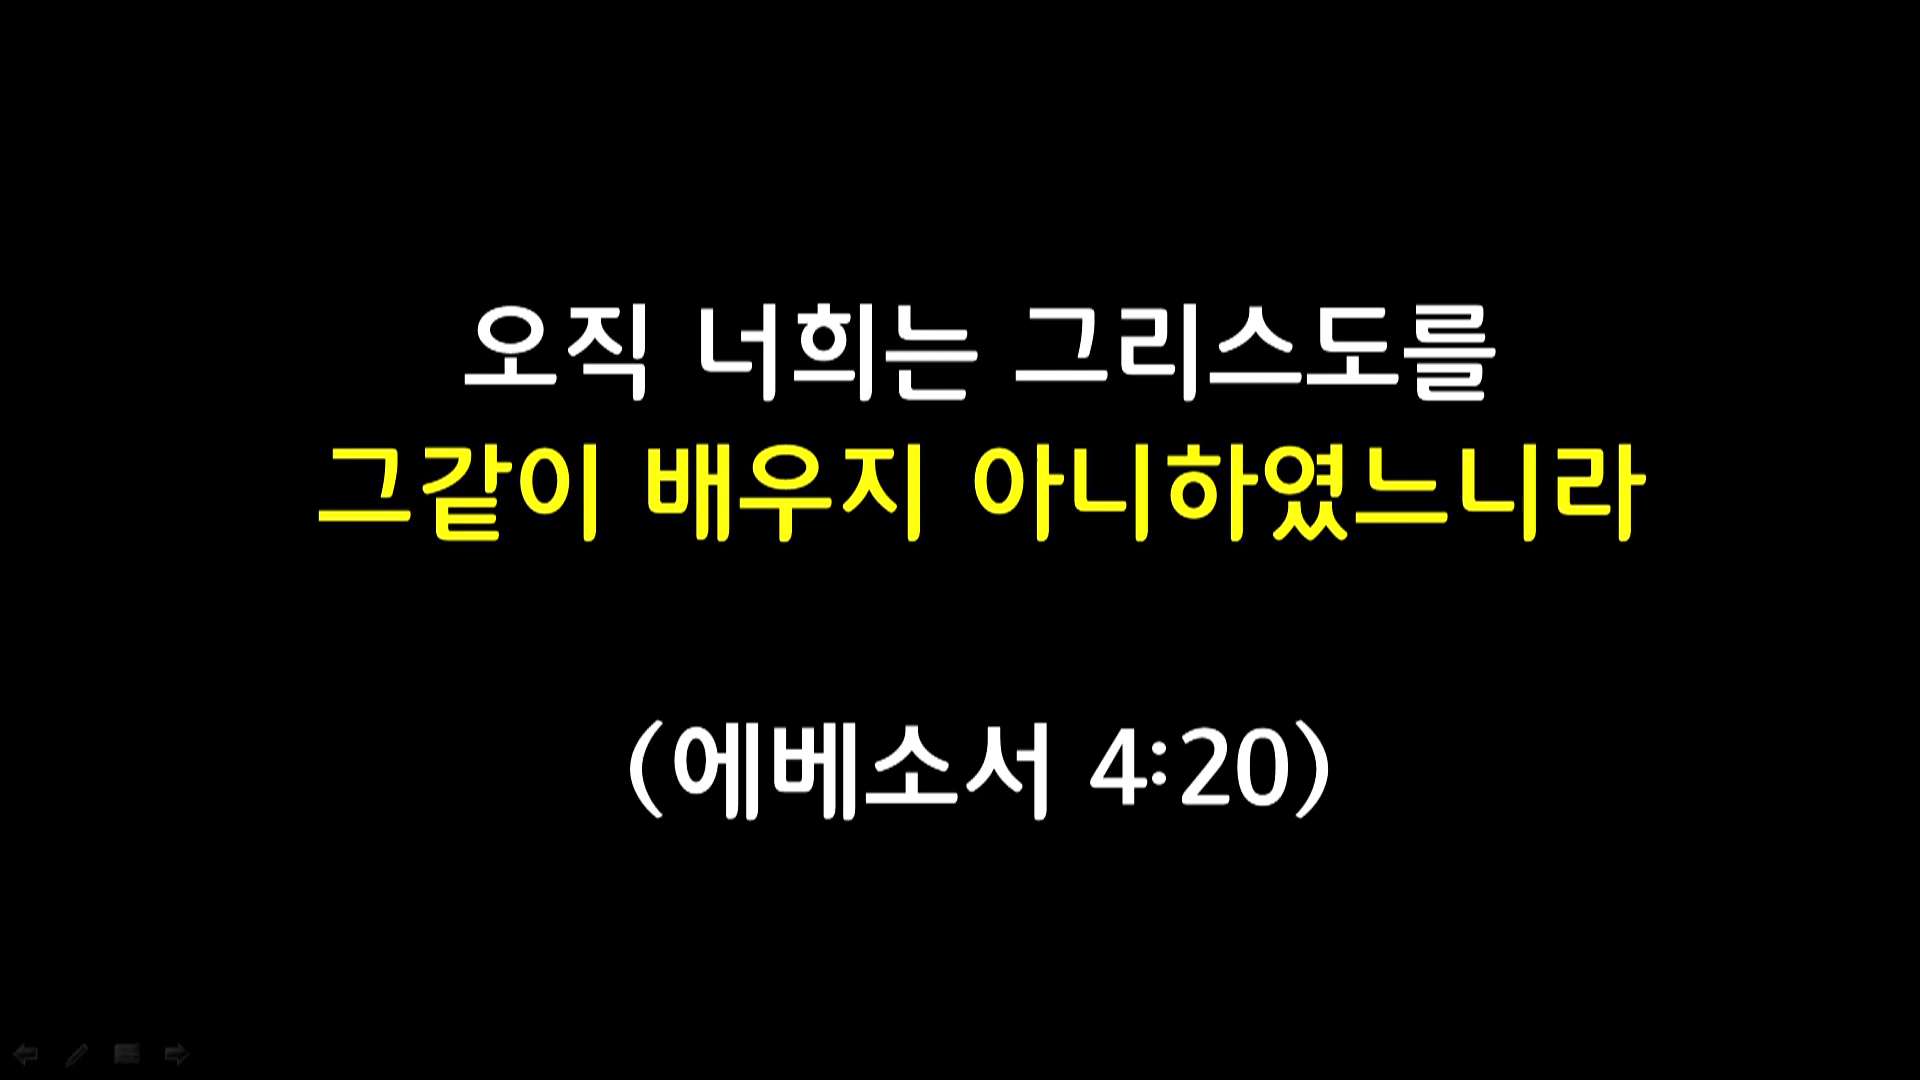 오직 너희는 그리스도를
그같이 배우지 아니하였느니라
(에베소서 4:20)